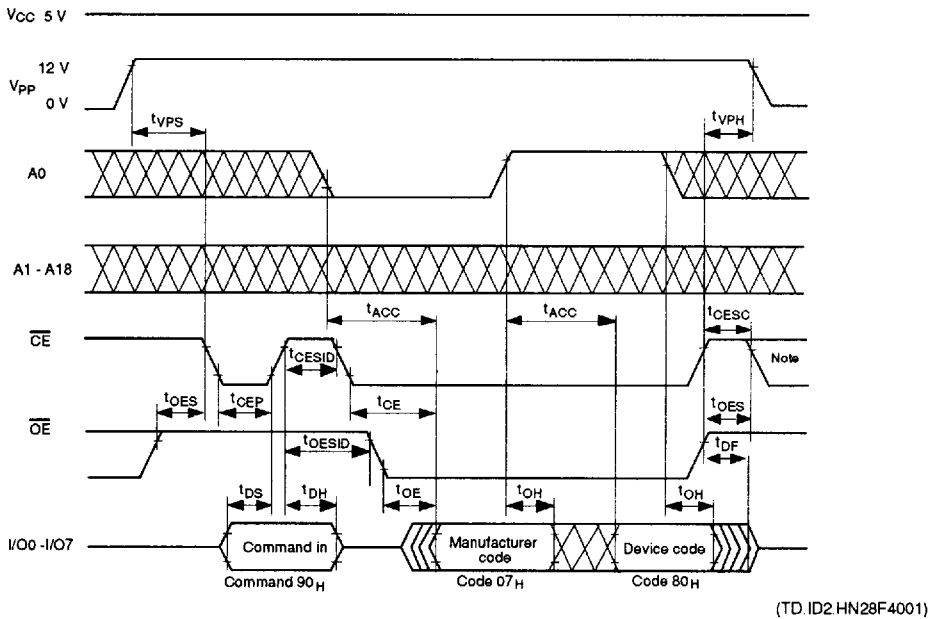 VCC 5 V
12 V
VPP
0 V
tVPS
tVPH
A0
A1 - A18
tACC
tACC
tCESC
CE
tCESID
Note
tOES
tCEP
tCE
tOES
OE
tOESID
tDF
tDS
tDH
tOE
tOH
tOH
I/O0 -I/O7
Command in
Manufacturer
code
Device code
Command 90H
Code 07H
Code 80H
(TD.ID2.HN28F4001)